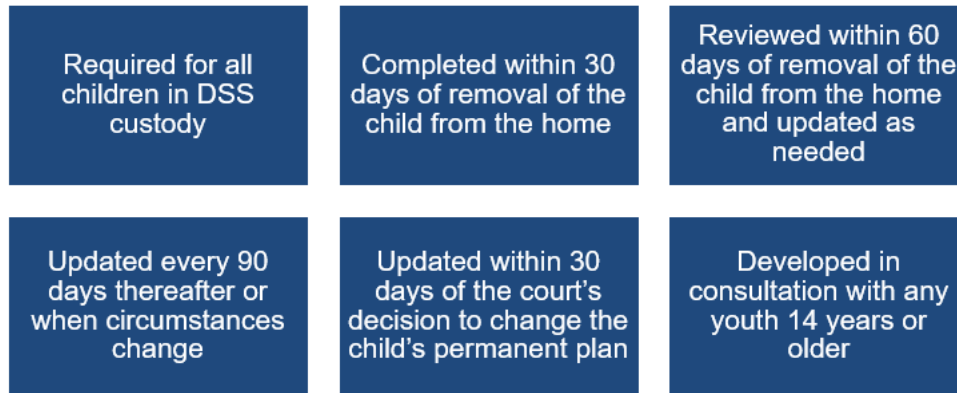 Required for all
children in DSS
custody
Completed within 30
days of removal of the
child from the home
Reviewed within 60
days of removal of the
child from the home
and updated as
needed
Updated every 90
days thereafter or
when circumstances
change
Updated within 30
days of the court’s
decision to change the
child’s permanent plan
Developed in
consultation with any
youth 14 years or
older